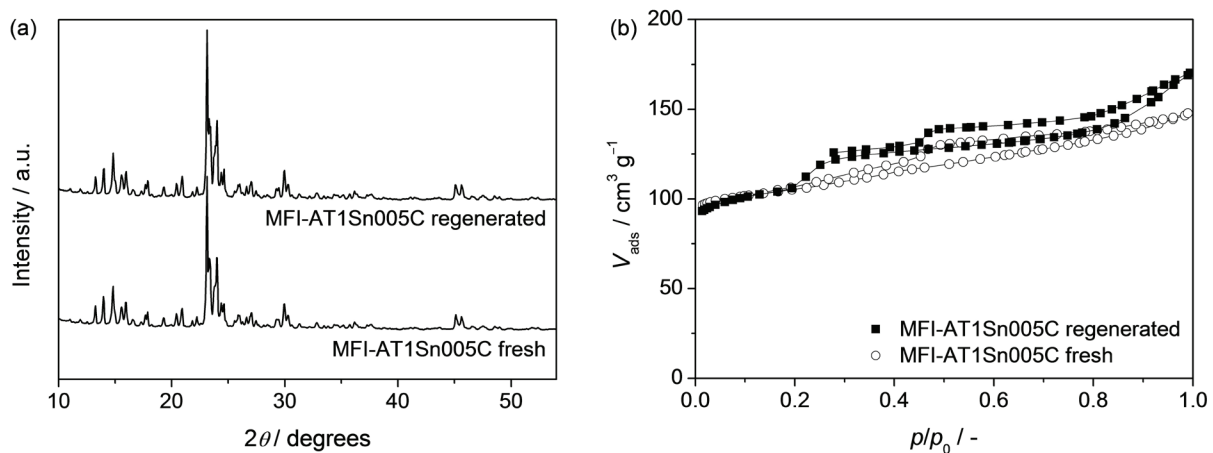 (a)
Intensity / a.u.
MFI-AT1Sn005C regenerated
MFI-AT1Sn005C fresh
10 20 30 40 50
2θ / degrees
(b)
200
150
100
50
0
V_ads / cm³ g⁻¹
MFI-AT1Sn005C regenerated
MFI-AT1Sn005C fresh
0.0 0.2 0.4 0.6 0.8 1.0
p/p₀ / -